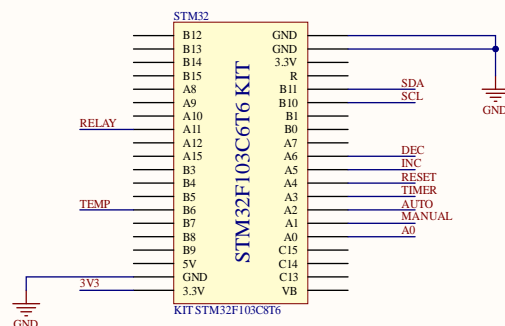 STM32
B12 GND
B13 GND
B14 3.3V
B15 R
A8 B11 SDA
A9 B10 SCL
A10 B1
RELAY A11 B0
A12 A7
A15 A6 DEC
B3 A5 INC
B4 A4 RESET
B5 A3 TIMER
TEMP B6 A2 AUTO
B7 A1 MANUAL
B8 A0 A0
B9 C15
5V C14
GND C13
3V3 3.3V VB
STM32F103C6T6 KIT
KIT STM32F103C8T6
GND
GND